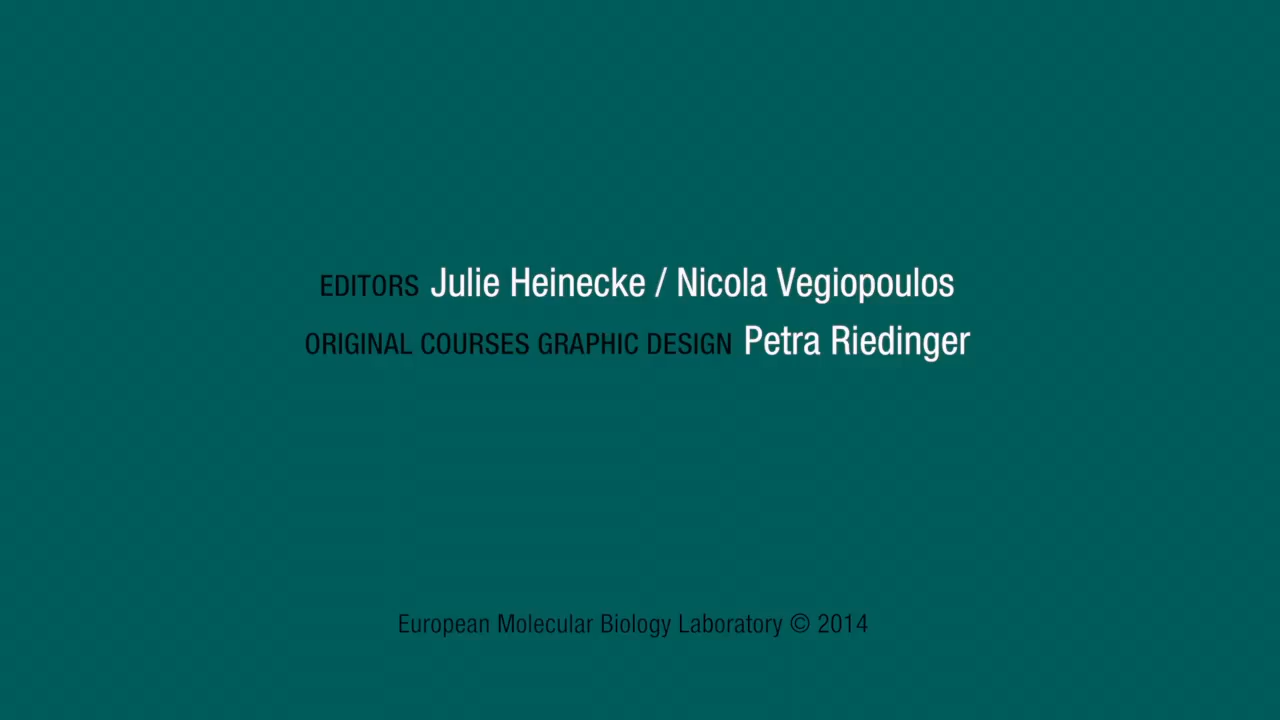 EDITORS Julie Heinecke / Nicola Vegiopoulos
ORIGINAL COURSES GRAPHIC DESIGN Petra Riedinger
European Molecular Biology Laboratory © 2014